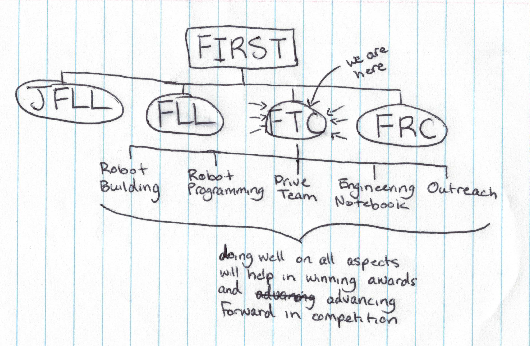 FIRST
we are
here
JFLL
FLL
FTC
FRC
Robot
Building
Robot
Programming
Drive
Team
Engineering
Notebook
Outreach
doing well on all aspects
will help in winning awards
and advancing
forward in competition